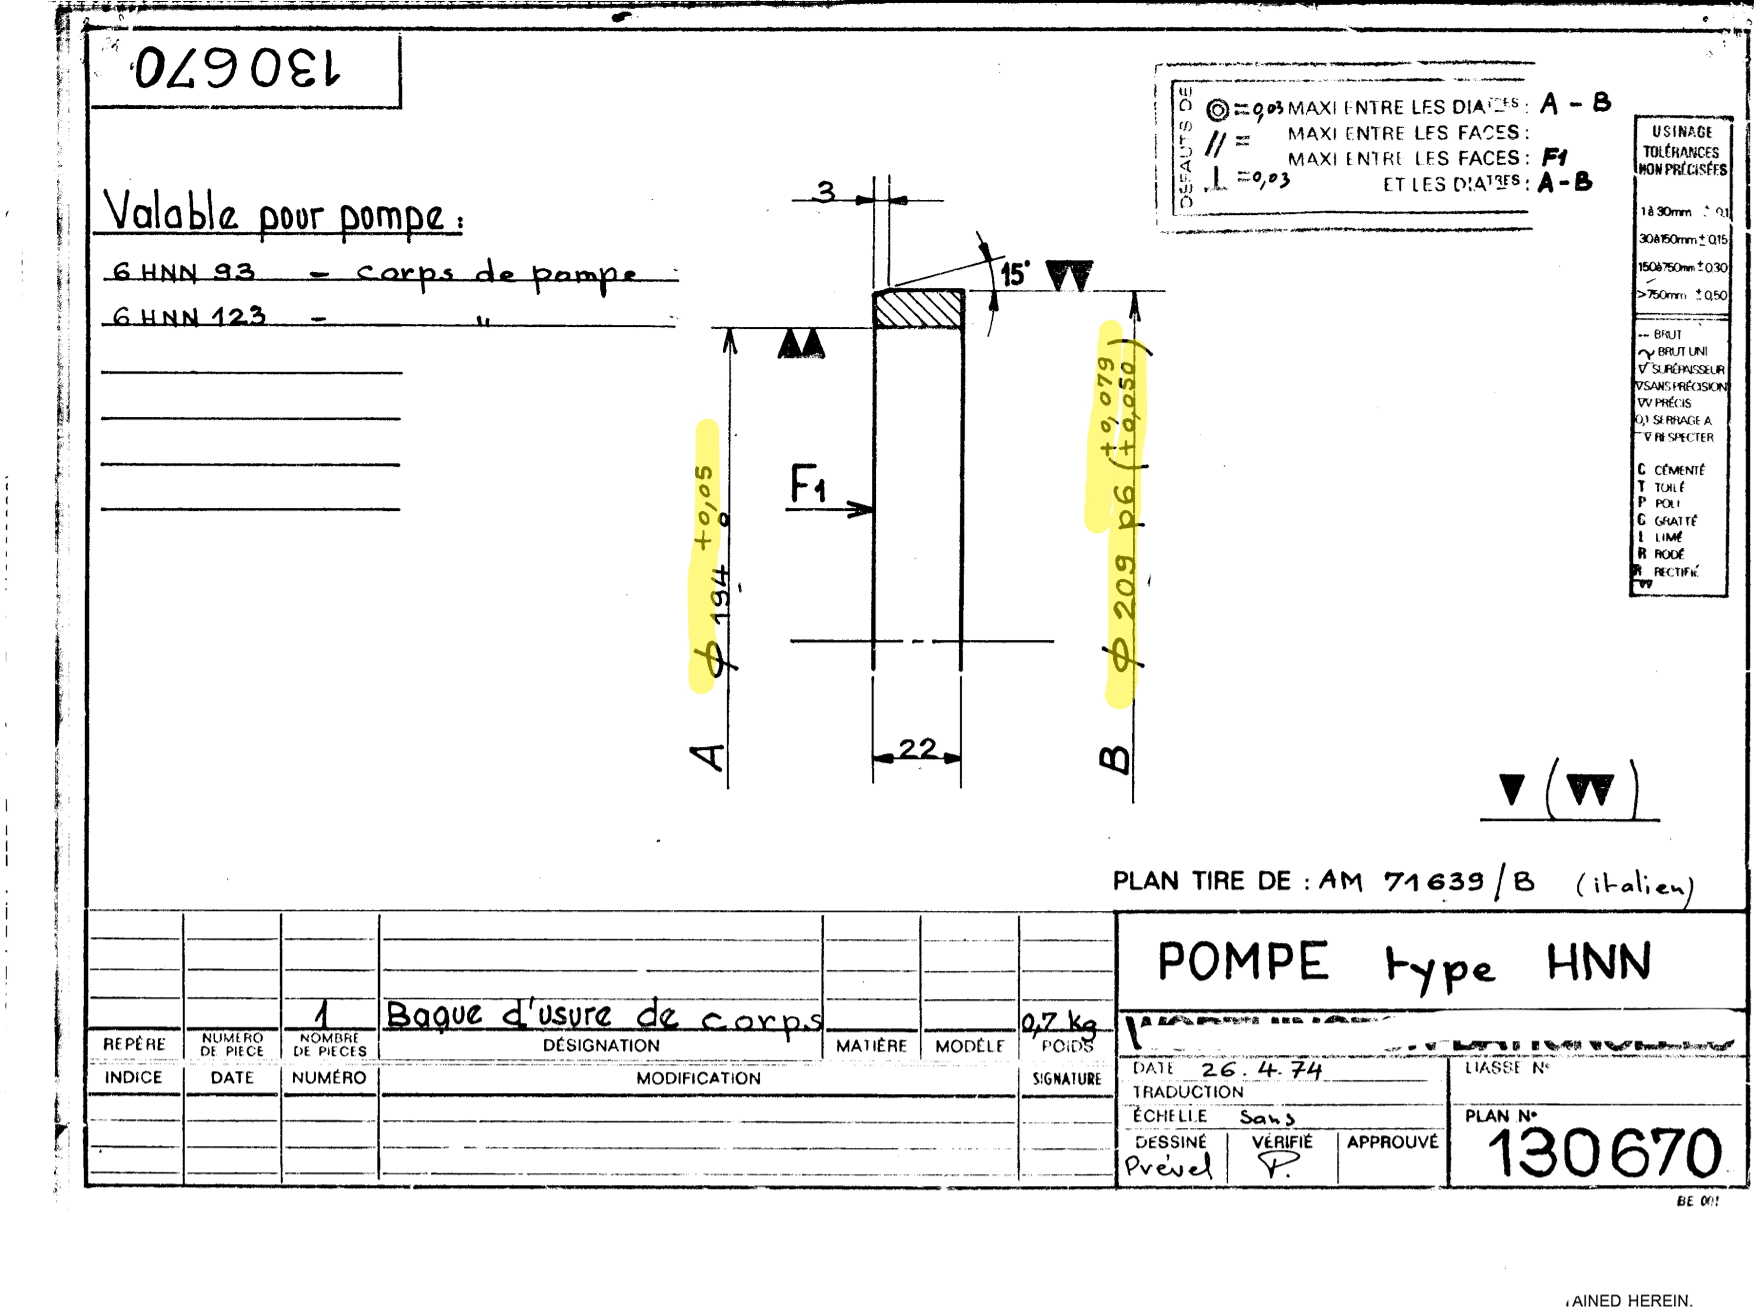 130670
DEFAUTS DE
◎ = 0,03 MAXI ENTRE LES DIATRES : A - B
// = MAXI ENTRE LES FACES :
MAXI ENTRE LES FACES : F1
⊥ = 0,03 ET LES DIATRES : A - B
USINAGE
TOLÉRANCES
NON PRÉCISÉES
1 à 30mm ± 0,1
30 à 150mm ± 0,15
150 à 750mm ± 0,30
>750mm ± 0,50
-- BRUT
~ BRUT UNI
∇ SURÉPAISSEUR
∇ SANS PRÉCISION
∇∇ PRÉCIS
0,1 SERRAGE A
∇ RESPECTER
C CÉMENTÉ
T TOILÉ
P POLI
G GRATTÉ
L LIMÉ
R RODÉ
R RECTIFIÉ
Valable pour pompe :
6 HNN 93 - corps de pompe
6 HNN 123 - "
3
15°
F1
A
ϕ 194 +0,05 0
B
ϕ 209 p6 (+0,079 +0,050)
22
PLAN TIRE DE : AM 71639/B (italien)
1 Bague d'usure de corps 0,7 kg
REPÈRE NUMERO DE PIECE NOMBRE DE PIECES DÉSIGNATION MATIÈRE MODÈLE POIDS
INDICE DATE NUMÉRO MODIFICATION SIGNATURE
POMPE type HNN
DATE 26.4.74
LIASSE N°
TRADUCTION
ÉCHELLE Sans
DESSINÉ VÉRIFIÉ APPROUVÉ
Prével P.
PLAN N°
130670
BE 001
AINED HEREIN.